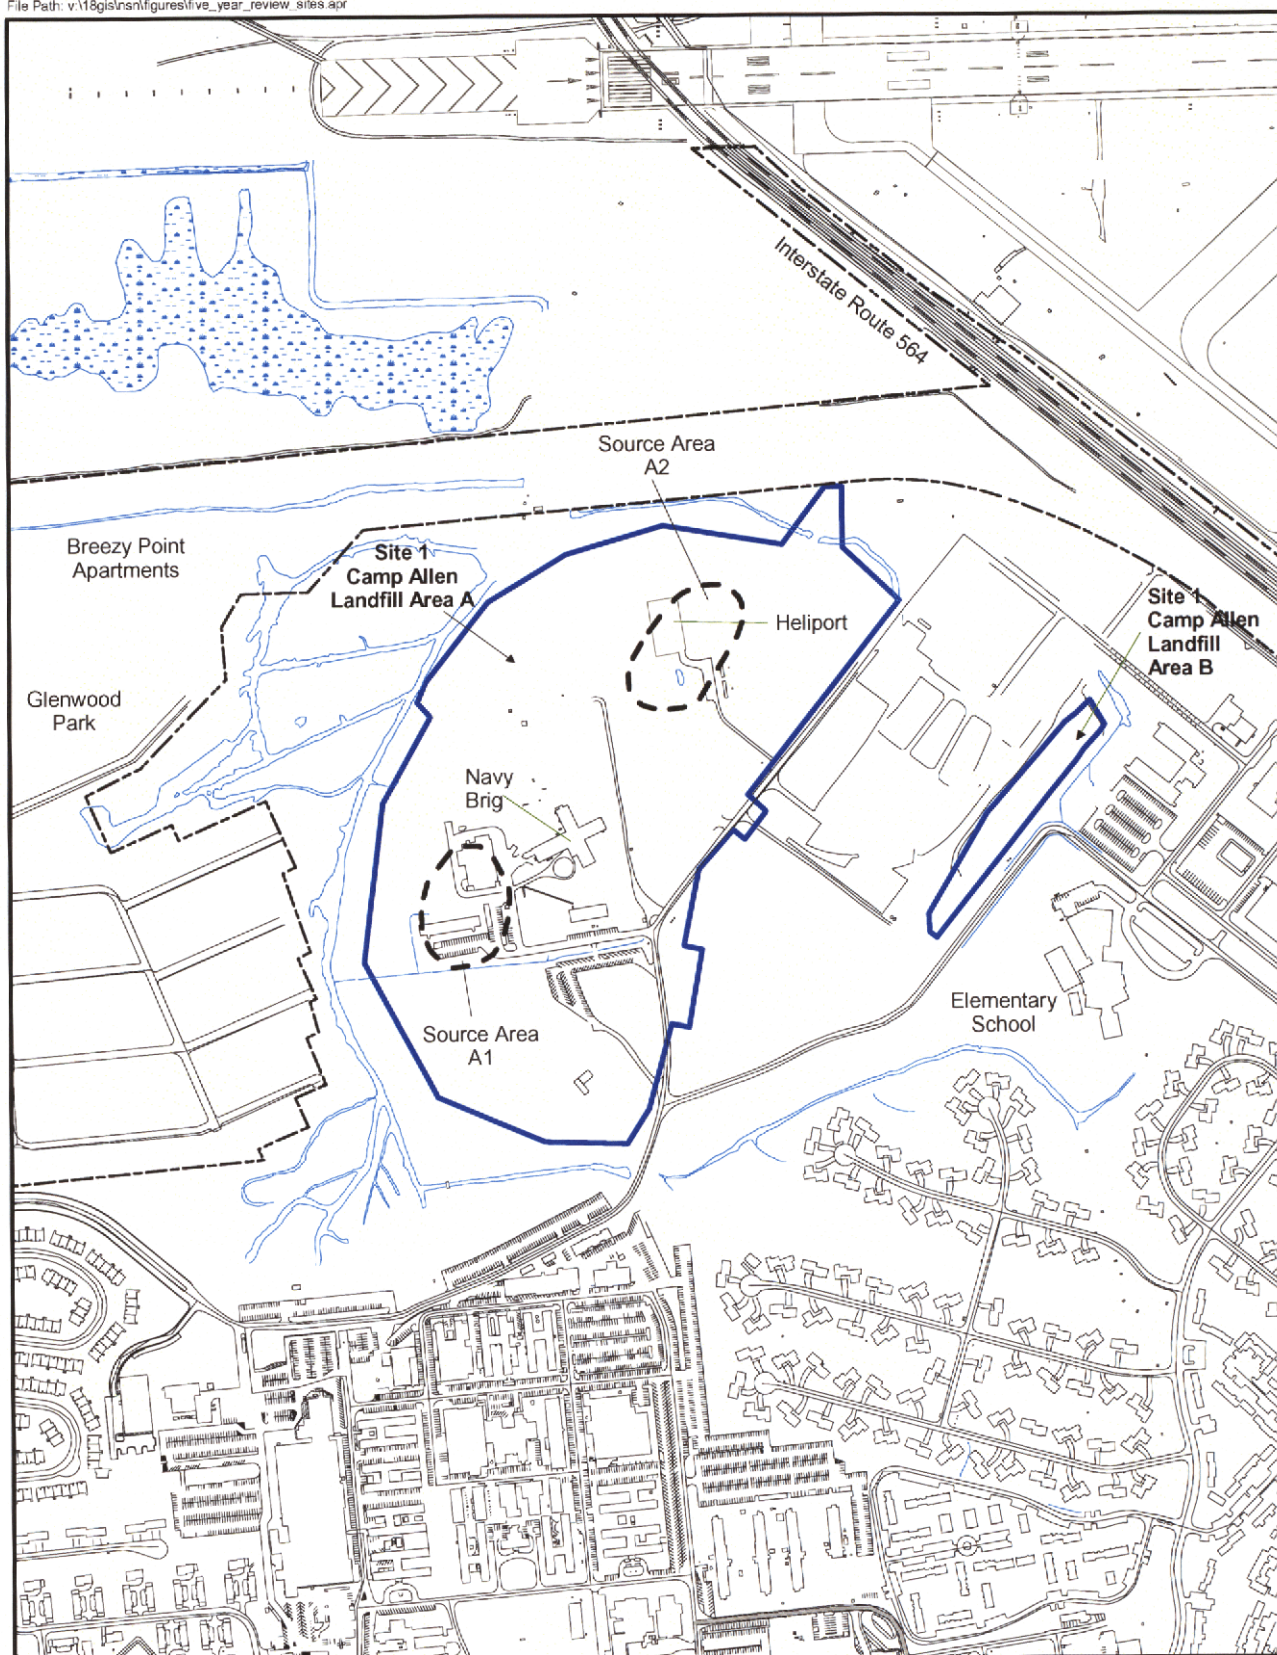 File Path: v:\18gis\nsn\figures\five_year_review_sites.apr
Interstate Route 564
Source Area
A2
Breezy Point
Apartments
Site 1
Camp Allen
Landfill Area A
Heliport
Site 1
Camp Allen
Landfill
Area B
Glenwood
Park
Navy
Brig
Elementary
School
Source Area
A1